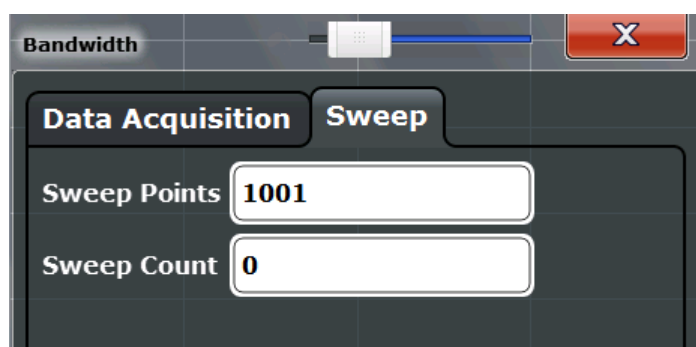 Bandwidth
X
Data Acquisition Sweep
Sweep Points 1001
Sweep Count 0